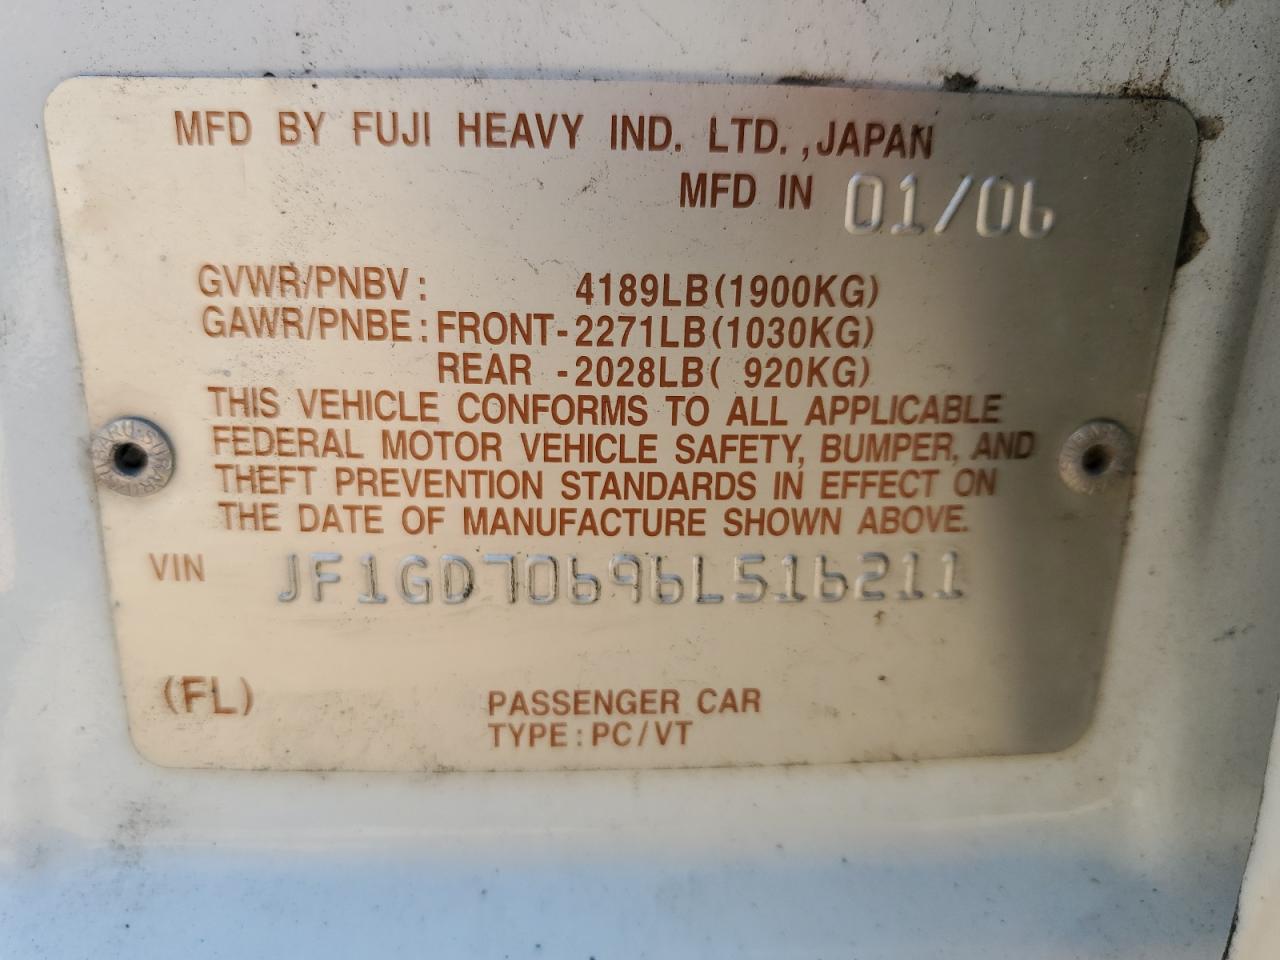 MFD BY FUJI HEAVY IND. LTD.,JAPAN
MFD IN 01/06
GVWR/PNBV: 4189LB(1900KG)
GAWR/PNBE:FRONT-2271LB(1030KG)
REAR -2028LB( 920KG)
THIS VEHICLE CONFORMS TO ALL APPLICABLE
FEDERAL MOTOR VEHICLE SAFETY, BUMPER, AND
THEFT PREVENTION STANDARDS IN EFFECT ON
THE DATE OF MANUFACTURE SHOWN ABOVE.
VIN JF1GD70696L516211
(FL) PASSENGER CAR
TYPE:PC/VT